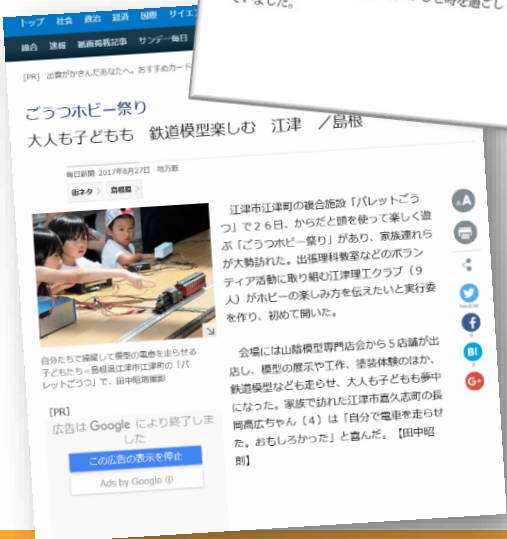 ていました。
トップ 社会 政治 経済 国際
総合 速報 紙面掲載記事 サンデー毎日
[PR] 出費がかさんだあなたへ。おすすめカード
ごうつホビー祭り
大人も子どもも 鉄道模型楽しむ 江津 ／島根
毎日新聞 2017年8月27日 地方版
街ネタ 島根県
江津市江津町の複合施設「パレットごう
つ」で２６日、からだと頭を使って楽しく遊
ぶ「ごうつホビー祭り」があり、家族連れら
が大勢訪れた。出張理科教室などのボラン
ティア活動に取り組む江津理工クラブ（９
人）がホビーの楽しみ方を伝えたいと実行委
を作り、初めて開いた。
会場には山陰模型専門店会から５店舗が出
店し、模型の展示や工作、塗装体験のほか、
鉄道模型なども走らせ、大人も子どもも夢中
になった。家族で訪れた江津市嘉久志町の長
岡高広ちゃん（４）は「自分で電車を走らせ
た。おもしろかった」と喜んだ。【田中昭
則】
自分たちで操縦して模型の電車を走らせる
子どもたち＝島根県江津市江津町の「パ
レットごうつ」で、田中昭則撮影
[PR]
広告は Google により終了しま
した
この広告の表示を停止
Ads by Google
AA
B!
G+